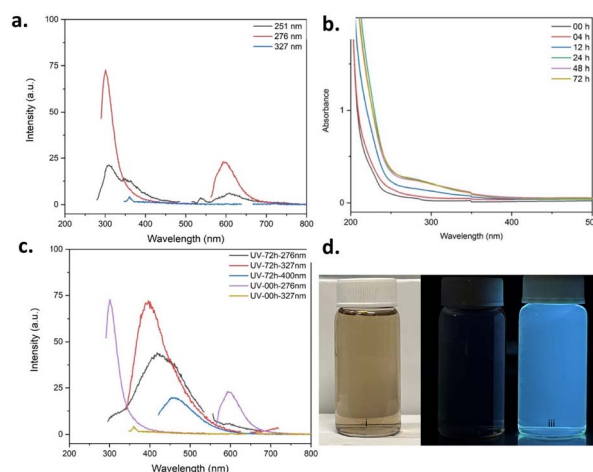 a.
100
75
50
25
0
Intensity (a.u.)
251 nm
276 nm
327 nm
200 300 400 500 600 700 800
Wavelength (nm)
b.
1
0
Absorbance
00 h
04 h
12 h
24 h
48 h
72 h
200 300 400 500
Wavelength (nm)
c.
100
75
50
25
0
Intensity (a.u.)
UV-72h-276nm
UV-72h-327nm
UV-72h-400nm
UV-00h-276nm
UV-00h-327nm
200 300 400 500 600 700 800
Wavelength (nm)
d.
i
iii